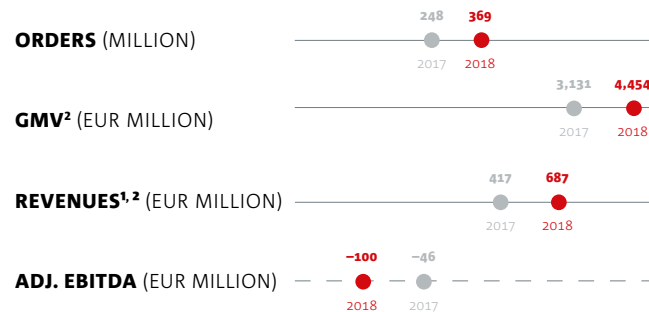 248 369
ORDERS (MILLION)
2017 2018
3,131 4,454
GMV² (EUR MILLION)
2017 2018
417 687
REVENUES¹,² (EUR MILLION)
2017 2018
–100 –46
ADJ. EBITDA (EUR MILLION)
2018 2017